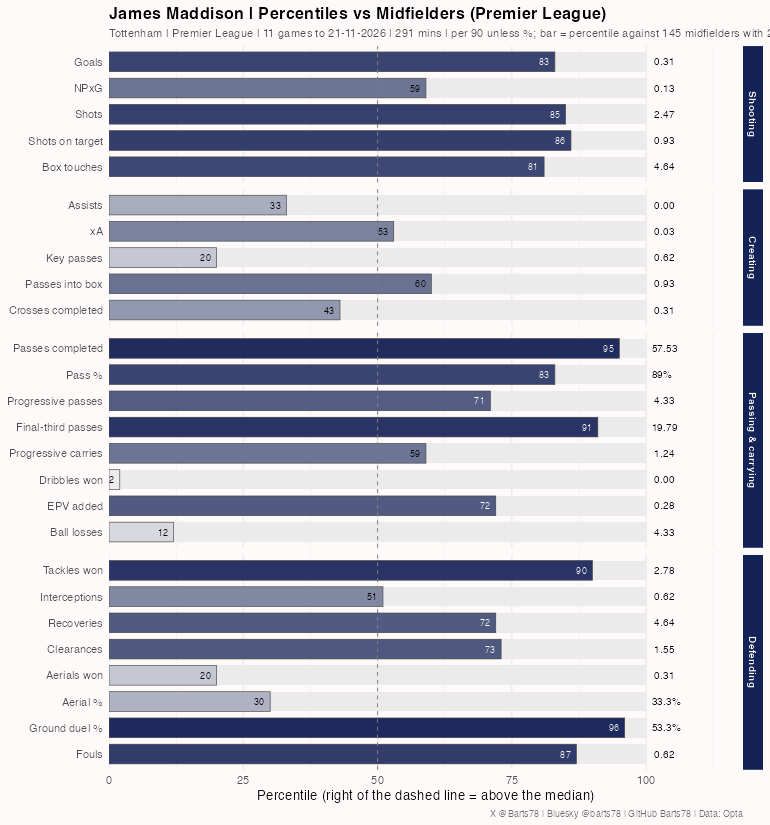 James Maddison | Percentiles vs Midfielders (Premier League)
Tottenham | Premier League | 11 games to 21-11-2026 | 291 mins | per 90 unless %; bar = percentile against 145 midfielders with 2
Goals 83 0.31
NPxG 59 0.13
Shots 85 2.47
Shots on target 86 0.93
Box touches 81 4.64
Shooting
Assists 33 0.00
xA 53 0.03
Key passes 20 0.62
Passes into box 60 0.93
Crosses completed 43 0.31
Creating
Passes completed 95 57.53
Pass % 83 89%
Progressive passes 71 4.33
Final-third passes 91 19.79
Progressive carries 59 1.24
Dribbles won 2 0.00
EPV added 72 0.28
Ball losses 12 4.33
Passing & carrying
Tackles won 90 2.78
Interceptions 51 0.62
Recoveries 72 4.64
Clearances 73 1.55
Aerials won 20 0.31
Aerial % 30 33.3%
Ground duel % 96 53.3%
Fouls 87 0.62
Defending
0 25 50 75 100
Percentile (right of the dashed line = above the median)
X @Barts78 | Bluesky @barts78 | GitHub Barts78 | Data: Opta